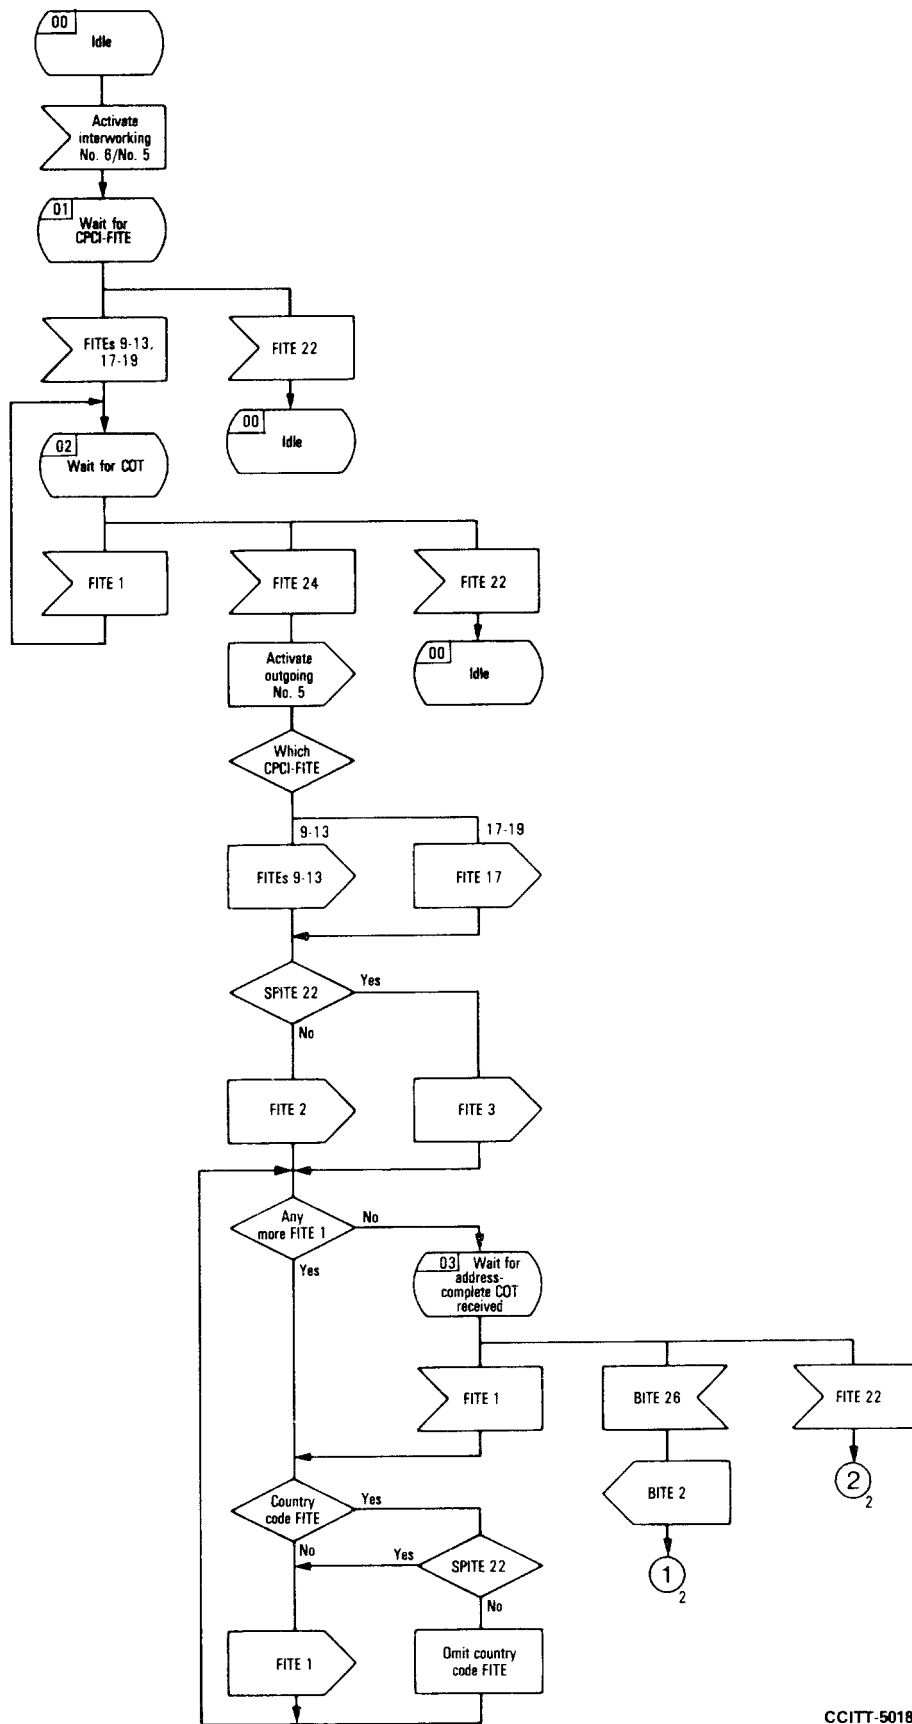 00
Idle
Activate
interworking
No. 6/No. 5
01
Wait for
CPCI-FITE
FITEs 9-13,
17-19
FITE 22
00
Idle
02
Wait for COT
FITE 1
FITE 24
FITE 22
Activate
outgoing
No. 5
00
Idle
Which
CPCI-FITE
9-13
17-19
FITEs 9-13
FITE 17
SPITE 22
Yes
No
FITE 2
FITE 3
Any
more FITE 1
No
Yes
03 Wait for
address-
complete COT
received
FITE 1
BITE 26
FITE 22
BITE 2
2
2
Country
code FITE
Yes
No
Yes
SPITE 22
No
1
2
FITE 1
Omit country
code FITE
CCITT-5018